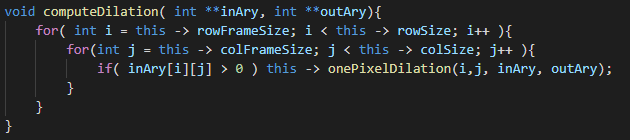 void computeDilation( int **inAry, int **outAry){
for( int i = this -> rowFrameSize; i < this -> rowSize; i++ ){
for(int j = this -> colFrameSize; j < this -> colSize; j++ ){
if( inAry[i][j] > 0 ) this -> onePixelDilation(i,j, inAry, outAry);
}
}
}